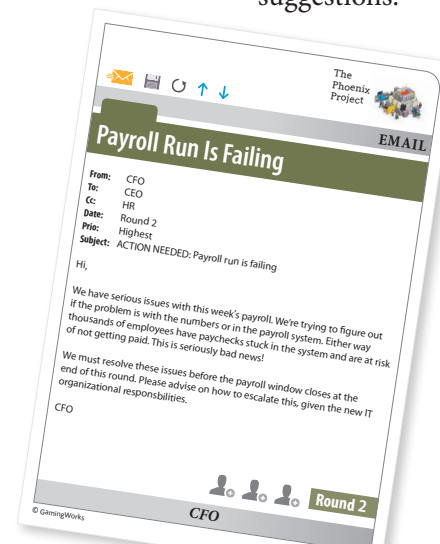 suggestions.
The
Phoenix
Project
EMAIL
Payroll Run Is Failing
From: CFO
To: CEO
Cc: HR
Date: Round 2
Prio: Highest
Subject: ACTION NEEDED: Payroll run is failing
Hi,
We have serious issues with this week's payroll. We're trying to figure out
if the problem is with the numbers or in the payroll system. Either way
thousands of employees have paychecks stuck in the system and are at risk
of not getting paid. This is seriously bad news!
We must resolve these issues before the payroll window closes at the
end of this round. Please advise on how to escalate this, given the new IT
organizational responsbilities.
CFO
Round 2
© GamingWorks
CFO